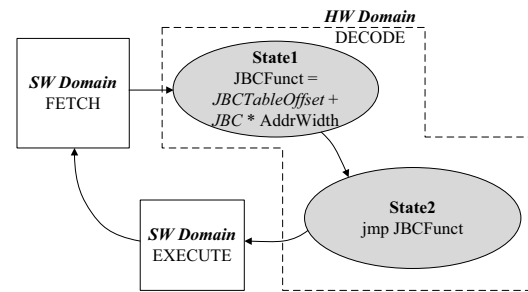 HW Domain
DECODE
SW Domain
FETCH
State1
JBCFunct =
JBCTableOffset +
JBC * AddrWidth
State2
jmp JBCFunct
SW Domain
EXECUTE